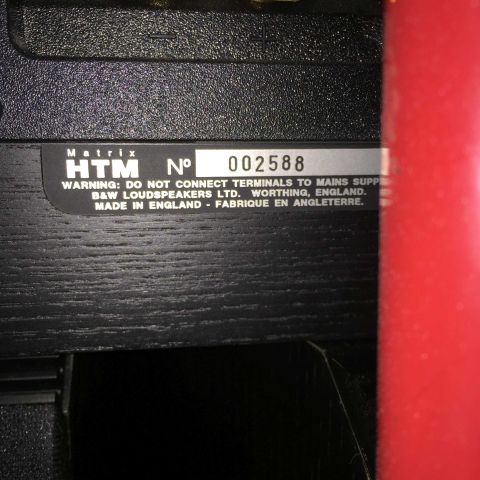 − +
Matrix
HTM Nº 002588
WARNING: DO NOT CONNECT TERMINALS TO MAINS
B&W LOUDSPEAKERS LTD. WORTHING, ENGLAND.
MADE IN ENGLAND - FABRIQUE EN ANGLETERRE.